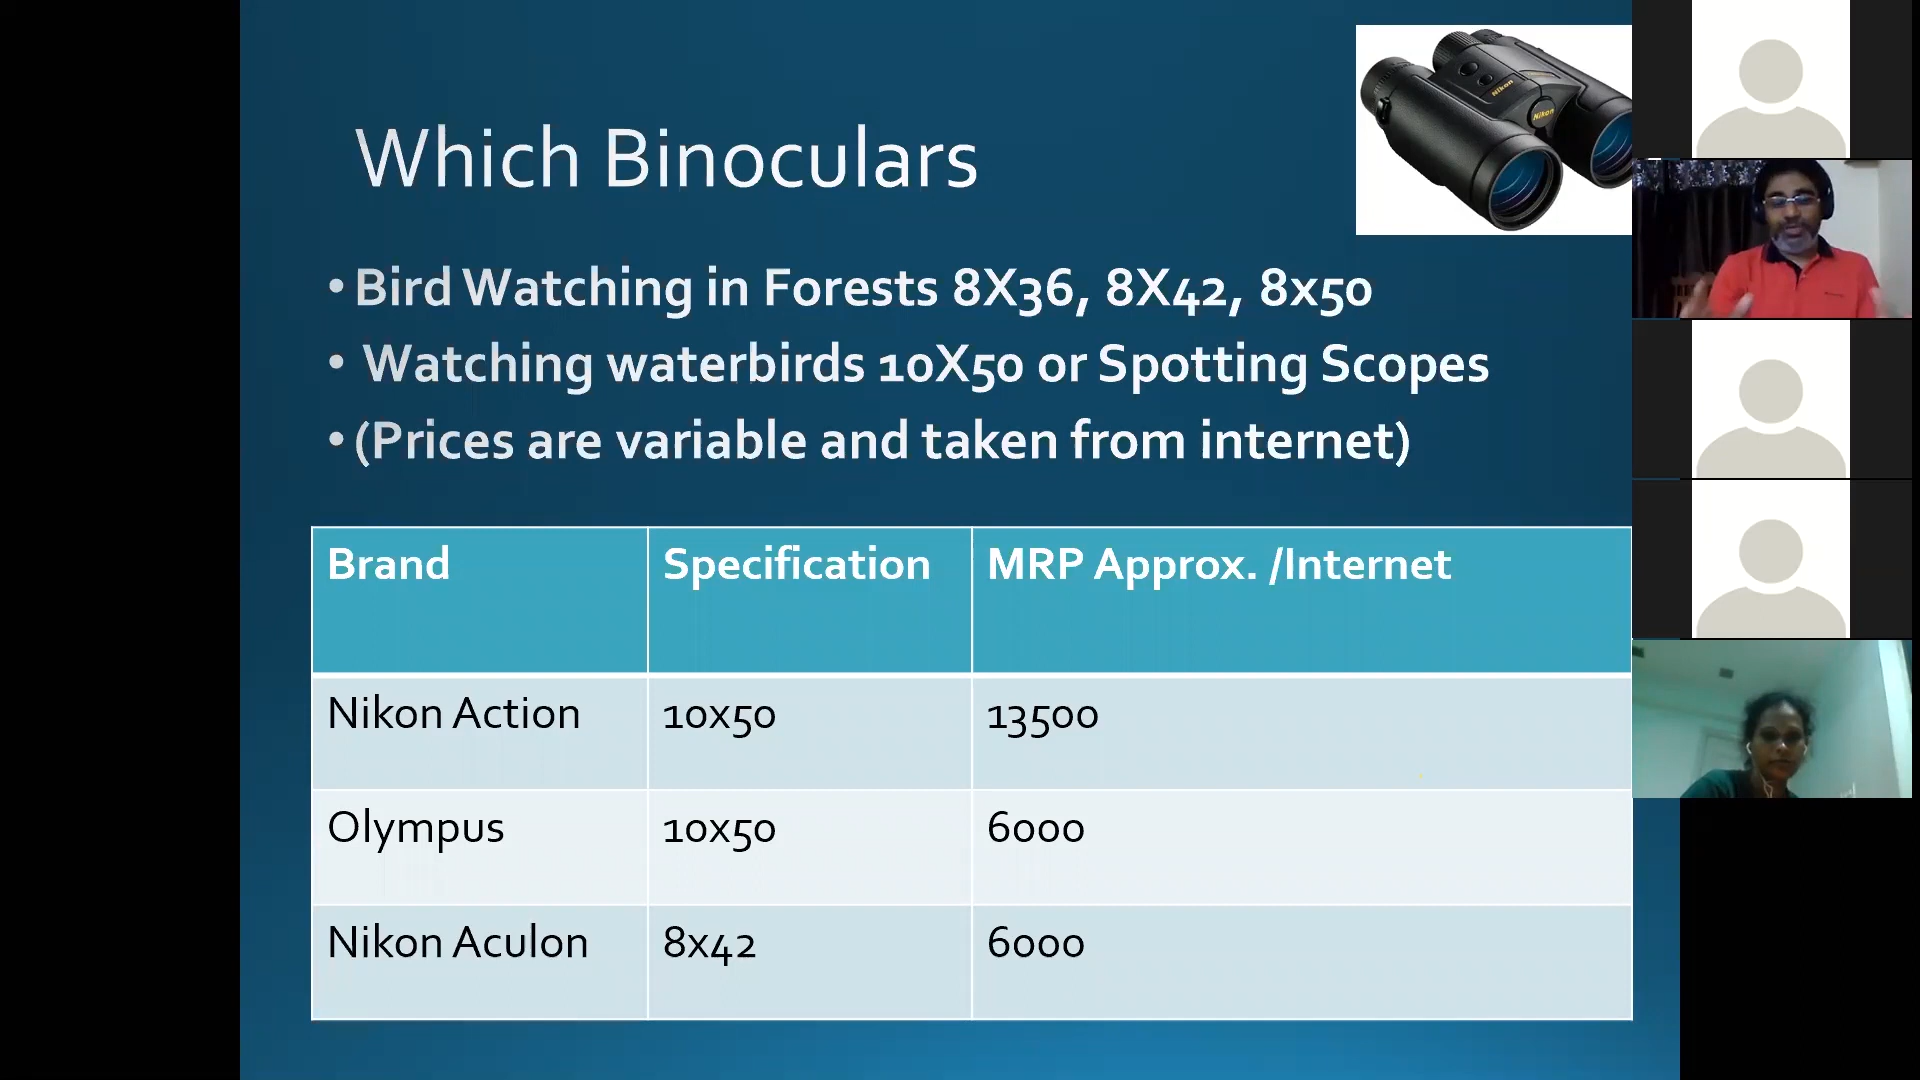 Which Binoculars
Nikon
Nikon
• Bird Watching in Forests 8X36, 8X42, 8x50
• Watching waterbirds 10X50 or Spotting Scopes
• (Prices are variable and taken from internet)
Brand Specification MRP Approx. /Internet
Nikon Action 10x50 13500
Olympus 10x50 6000
Nikon Aculon 8x42 6000